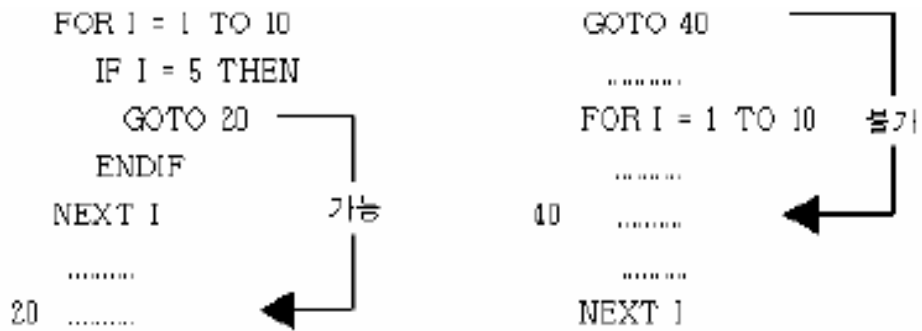 FOR I = 1 TO 10
IF I = 5 THEN
GOTO 20
ENDIF
NEXT I
가능
.........
20 .........
GOTO 40
.........
FOR I = 1 TO 10
불가
.........
40 .........
.........
NEXT I